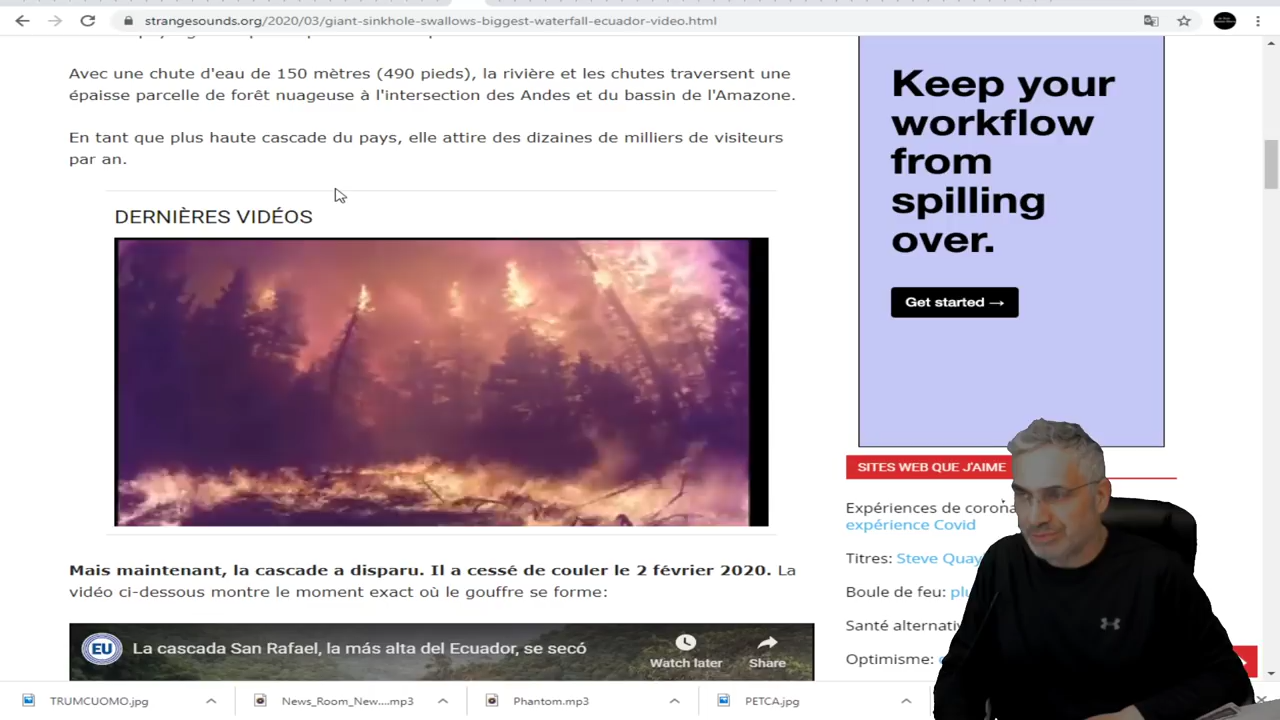 strangesounds.org/2020/03/giant-sinkhole-swallows-biggest-waterfall-ecuador-video.html
Avec une chute d'eau de 150 mètres (490 pieds), la rivière et les chutes traversent une
épaisse parcelle de forêt nuageuse à l'intersection des Andes et du bassin de l'Amazone.
En tant que plus haute cascade du pays, elle attire des dizaines de milliers de visiteurs
par an.
DERNIÈRES VIDÉOS
Mais maintenant, la cascade a disparu. Il a cessé de couler le 2 février 2020. La
vidéo ci-dessous montre le moment exact où le gouffre se forme:
EU
La cascada San Rafael, la más alta del Ecuador, se secó
Watch later
Share
Keep your
workflow
from
spilling
over.
Get started →
SITES WEB QUE J'AIME
Expériences de corona
expérience Covid
Titres: Steve Quay
Boule de feu: pl
Santé alternati
Optimisme:
TRUMCUOMO.jpg
News_Room_New....mp3
Phantom.mp3
PETCA.jpg